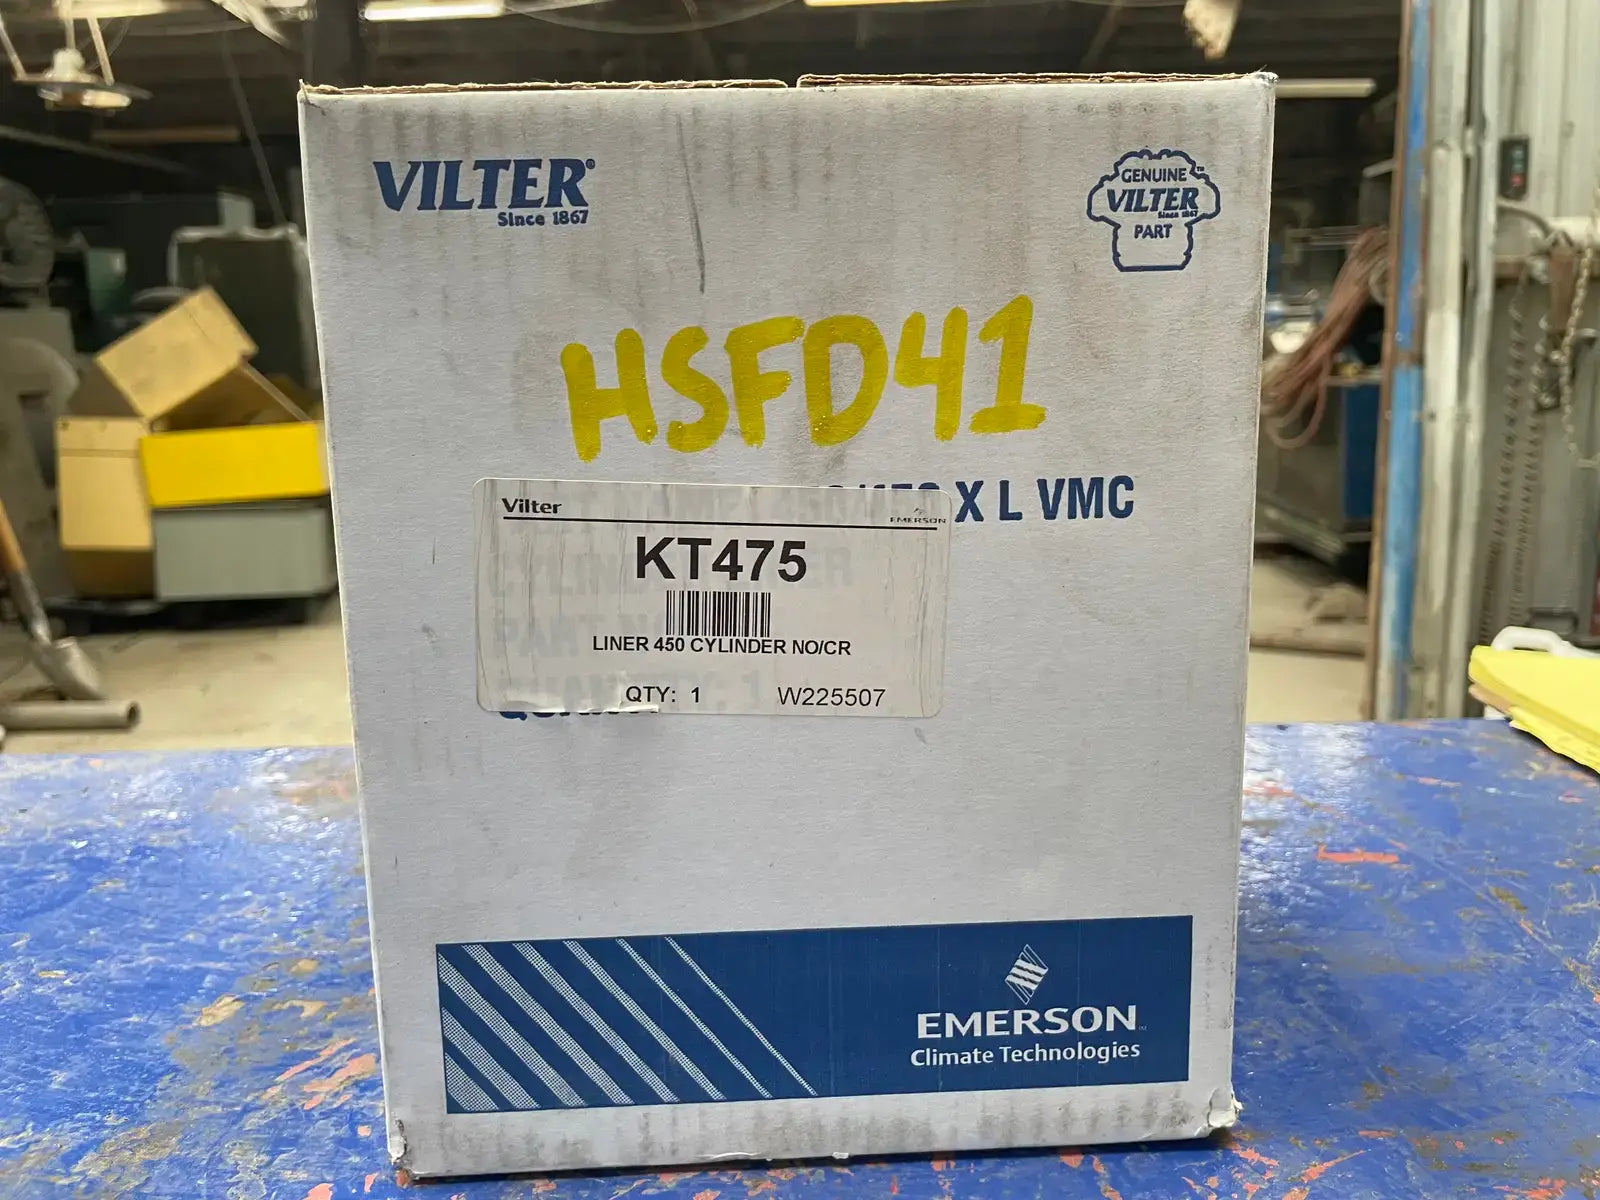 VILTER®
Since 1867
GENUINE
VILTER™
Since 1867
PART
HSFD41
X L VMC
Vilter
EMERSON
KT475
LINER 450 CYLINDER NO/CR
QTY: 1 W225507
EMERSON
Climate Technologies